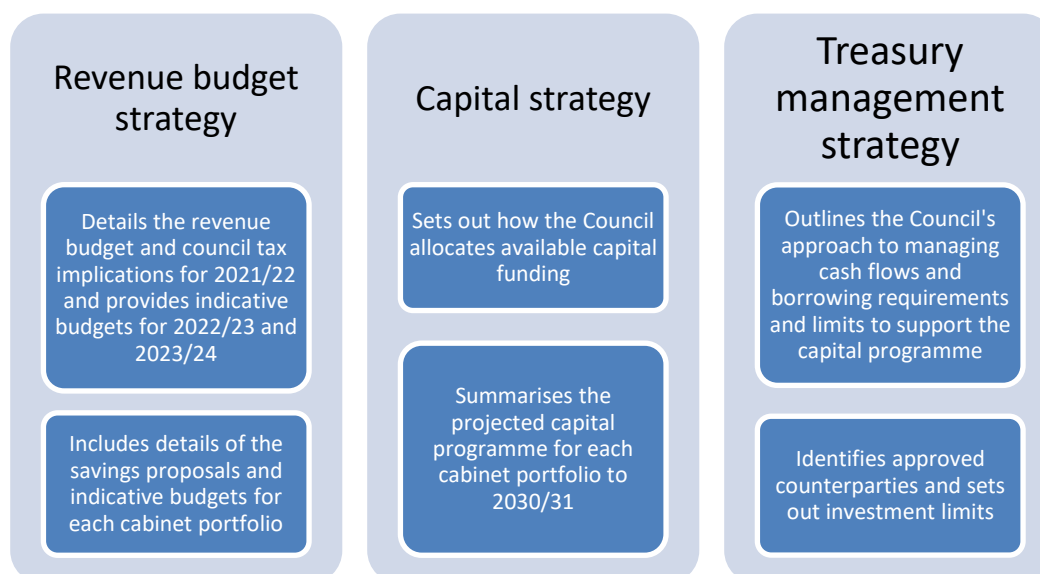 Revenue budget
strategy
Details the revenue
budget and council tax
implications for 2021/22
and provides indicative
budgets for 2022/23 and
2023/24
Includes details of the
savings proposals and
indicative budgets for
each cabinet portfolio
Capital strategy
Sets out how the Council
allocates available capital
funding
Summarises the
projected capital
programme for each
cabinet portfolio to
2030/31
Treasury
management
strategy
Outlines the Council's
approach to managing
cash flows and
borrowing requirements
and limits to support the
capital programme
Identifies approved
counterparties and sets
out investment limits